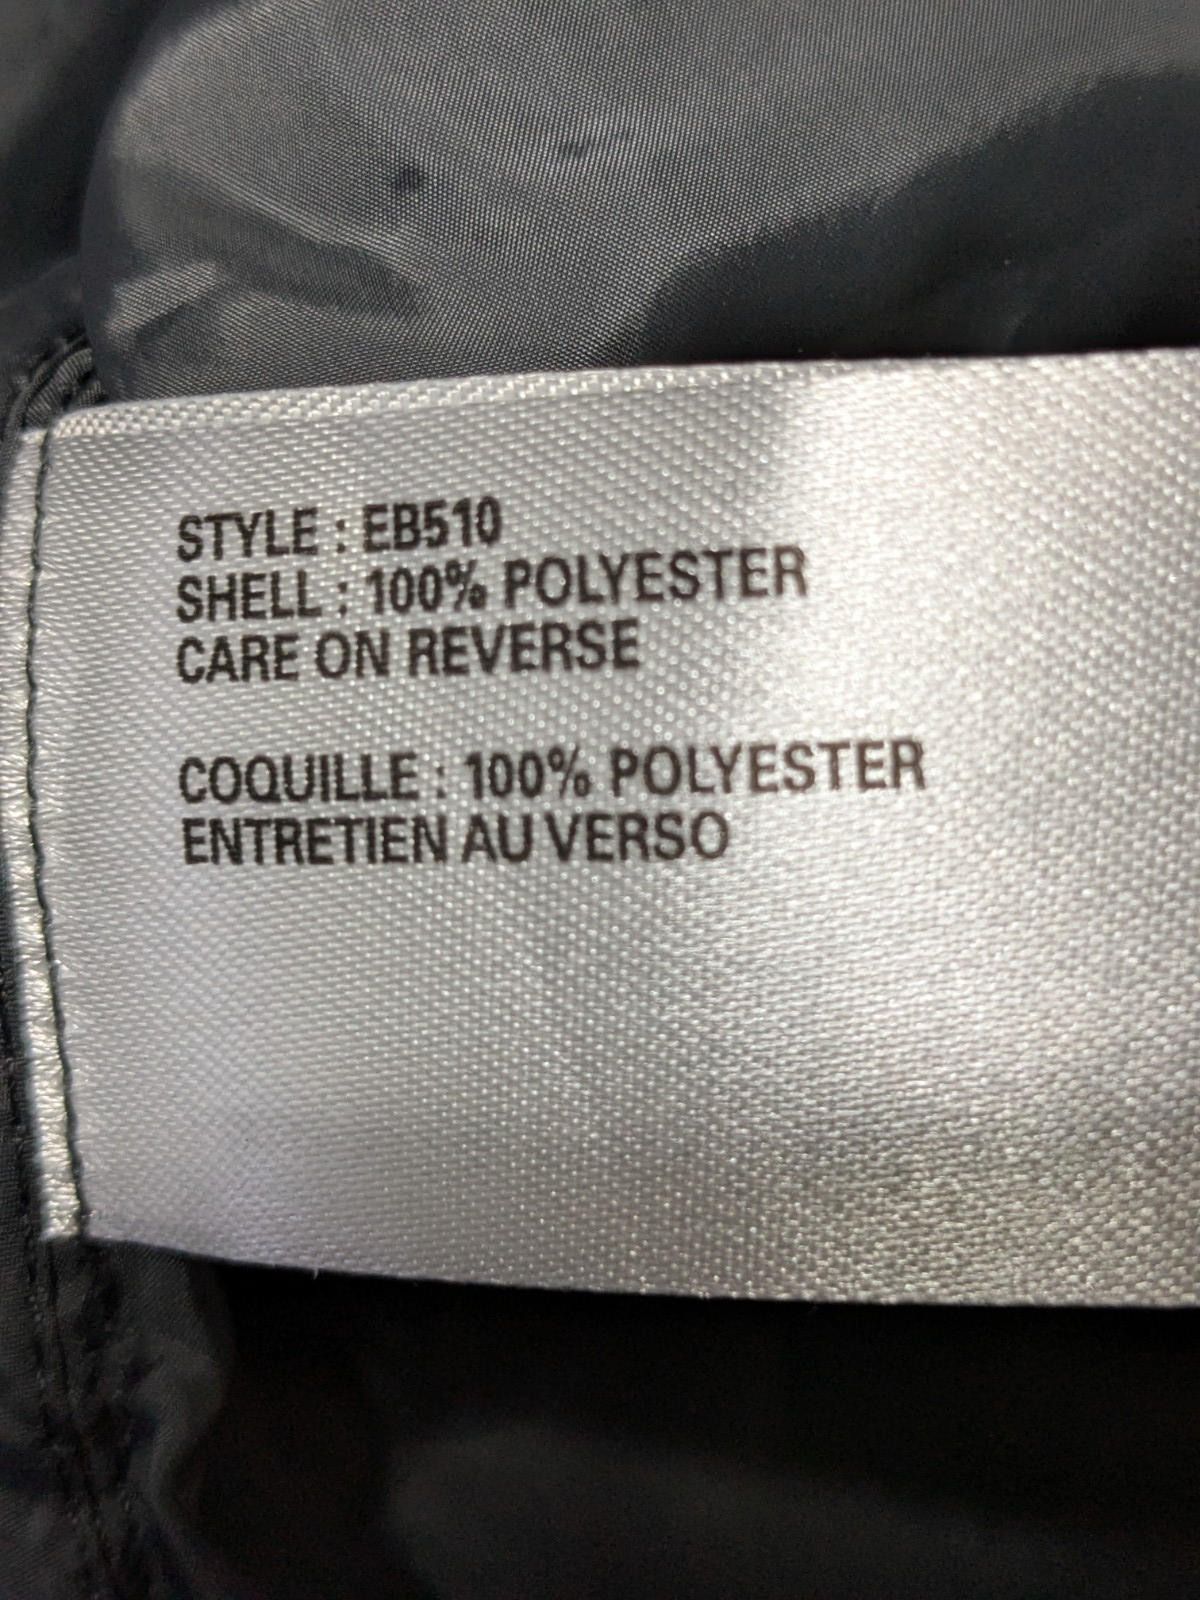 STYLE : EB510
SHELL : 100% POLYESTER
CARE ON REVERSE
COQUILLE : 100% POLYESTER
ENTRETIEN AU VERSO